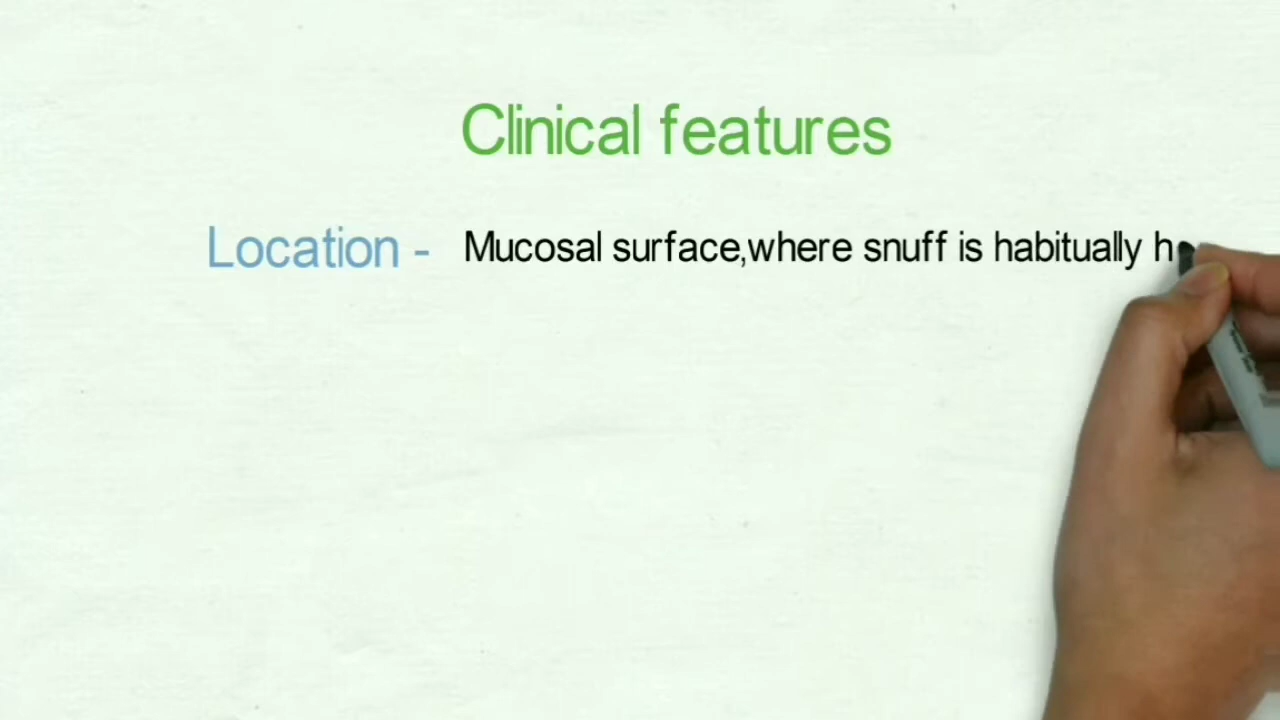 Clinical features
Location - Mucosal surface,where snuff is habitually h